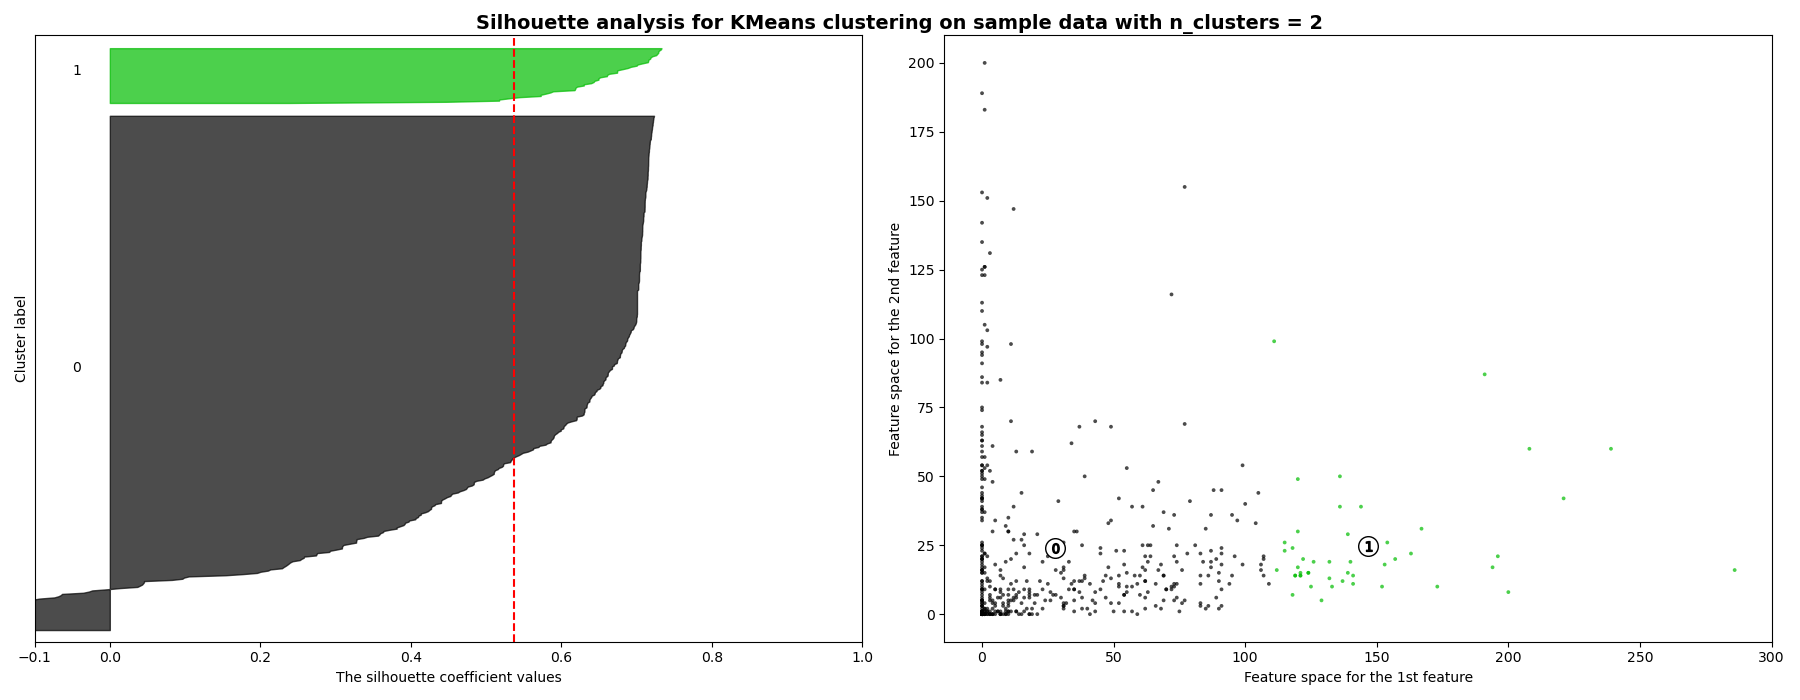 Silhouette analysis for KMeans clustering on sample data with n_clusters = 2
Cluster label
1
0
−0.1 0.0 0.2 0.4 0.6 0.8 1.0
The silhouette coefficient values
Feature space for the 2nd feature
200
175
150
125
100
75
50
25
0
0
1
0 50 100 150 200 250 300
Feature space for the 1st feature